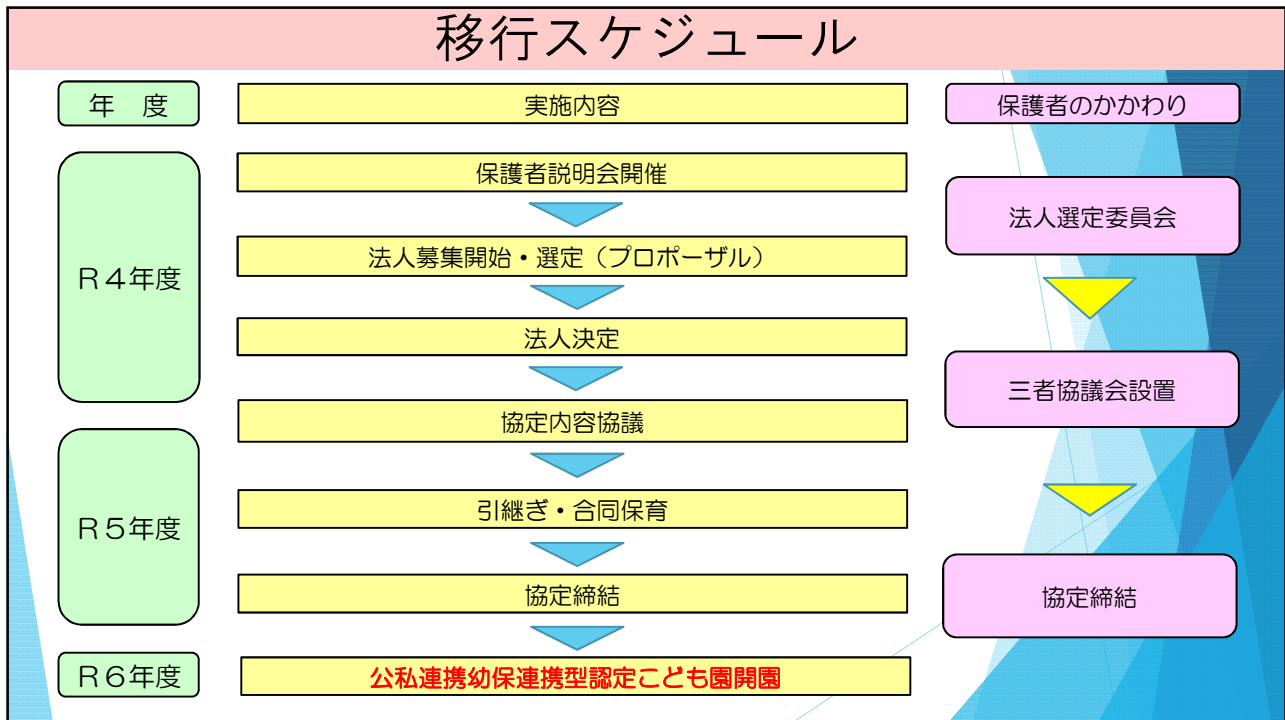 移行スケジュール
年　度
実施内容
保護者のかかわり
R４年度
保護者説明会開催
法人募集開始・選定（プロポーザル）
法人決定
協定内容協議
R５年度
引継ぎ・合同保育
協定締結
R６年度
公私連携幼保連携型認定こども園開園
法人選定委員会
三者協議会設置
協定締結